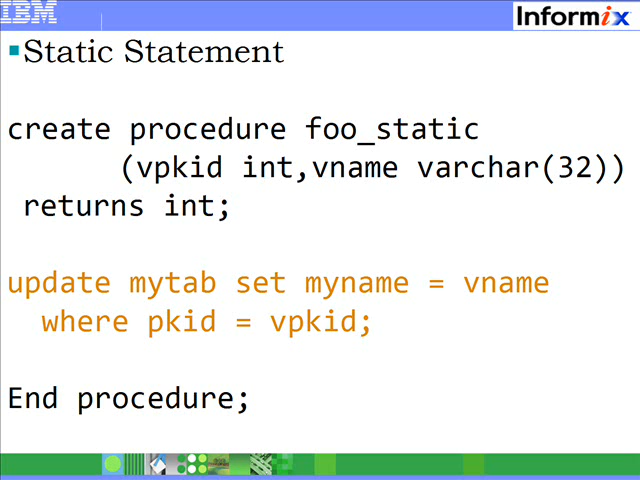 IBM
Informix
Static Statement
create procedure foo_static
(vpkid int,vname varchar(32))
returns int;
update mytab set myname = vname
where pkid = vpkid;
End procedure;